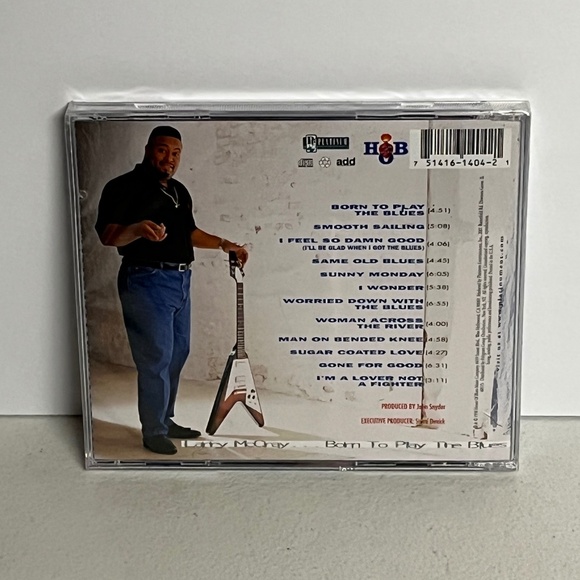 PLATINUM
HOB
add
7 51416-1404-2 1
BORN TO PLAY
THE BLUES (4:51)
SMOOTH SAILING (5:08)
I FEEL SO DAMN GOOD
(I'LL BE GLAD WHEN I GOT THE BLUES) (4:06)
SAME OLD BLUES (4:45)
SUNNY MONDAY (6:05)
I WONDER (5:38)
WORRIED DOWN WITH
THE BLUES (6:55)
WOMAN ACROSS
THE RIVER (4:00)
MAN ON BENDED KNEE (4:58)
SUGAR COATED LOVE (4:27)
GONE FOR GOOD (6:31)
I'M A LOVER NOT
A FIGHTER (3:11)
PRODUCED BY John Snyder
EXECUTIVE PRODUCER:
Larry McCray . . . Born To Play The Blues